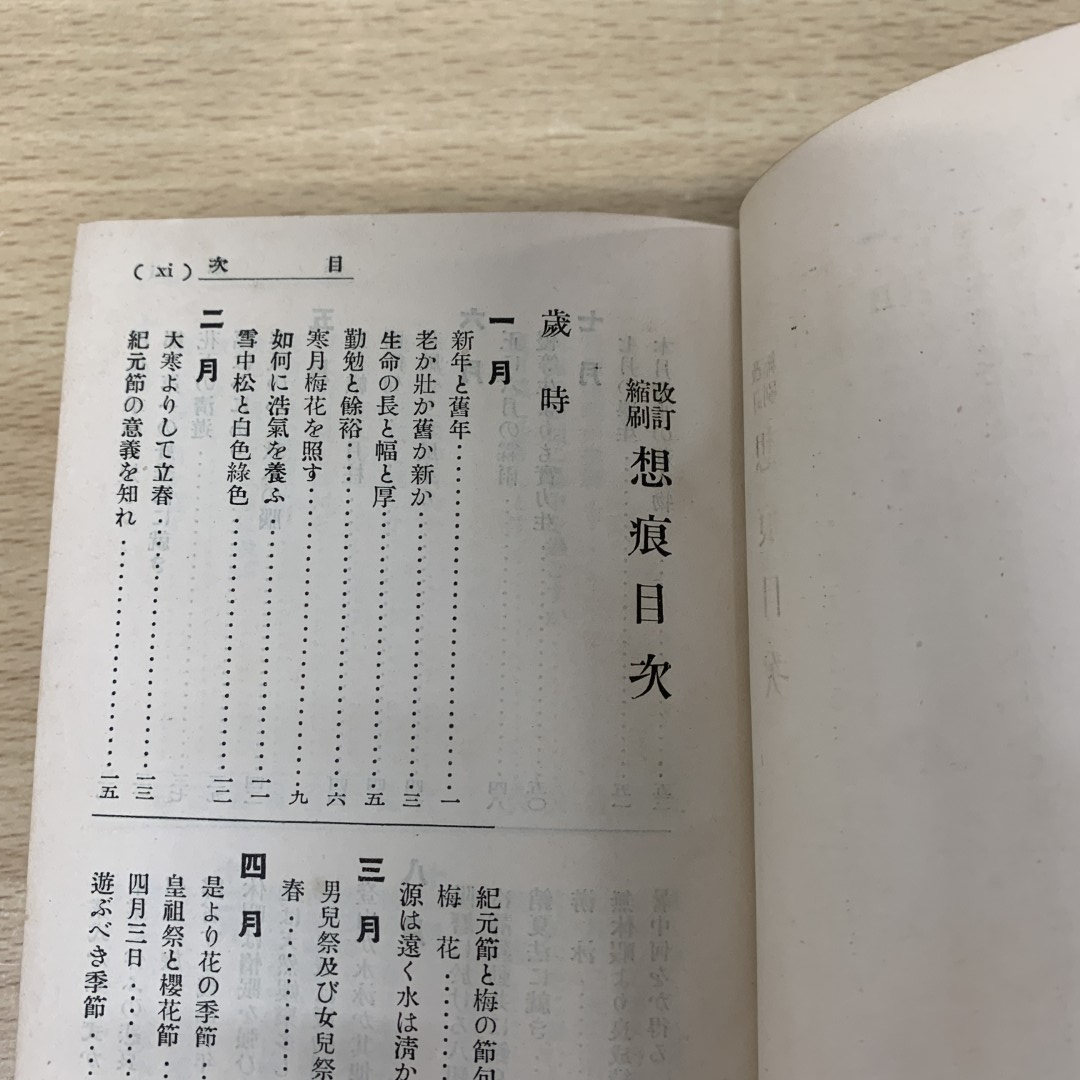 (xi) 次 目
改訂
縮刷
想痕目次
歲時
一月
新年と舊年………一
老か壯か舊か新か………三
生命の長と幅と厚………五
勤勉と餘裕………六
寒月梅花を照す………九
如何に浩氣を養ふ………一一
雪中松と白色綠色………一二
二月
大寒よりして立春………一三
紀元節の意義を知れ………一五
紀元節と梅の節句
梅花………
源は遠く水は淸か
三月
男兒祭及び女兒祭
春………
四月
是より花の季節…
皇祖祭と櫻花節…
四月三日………
遊ぶべき季節…